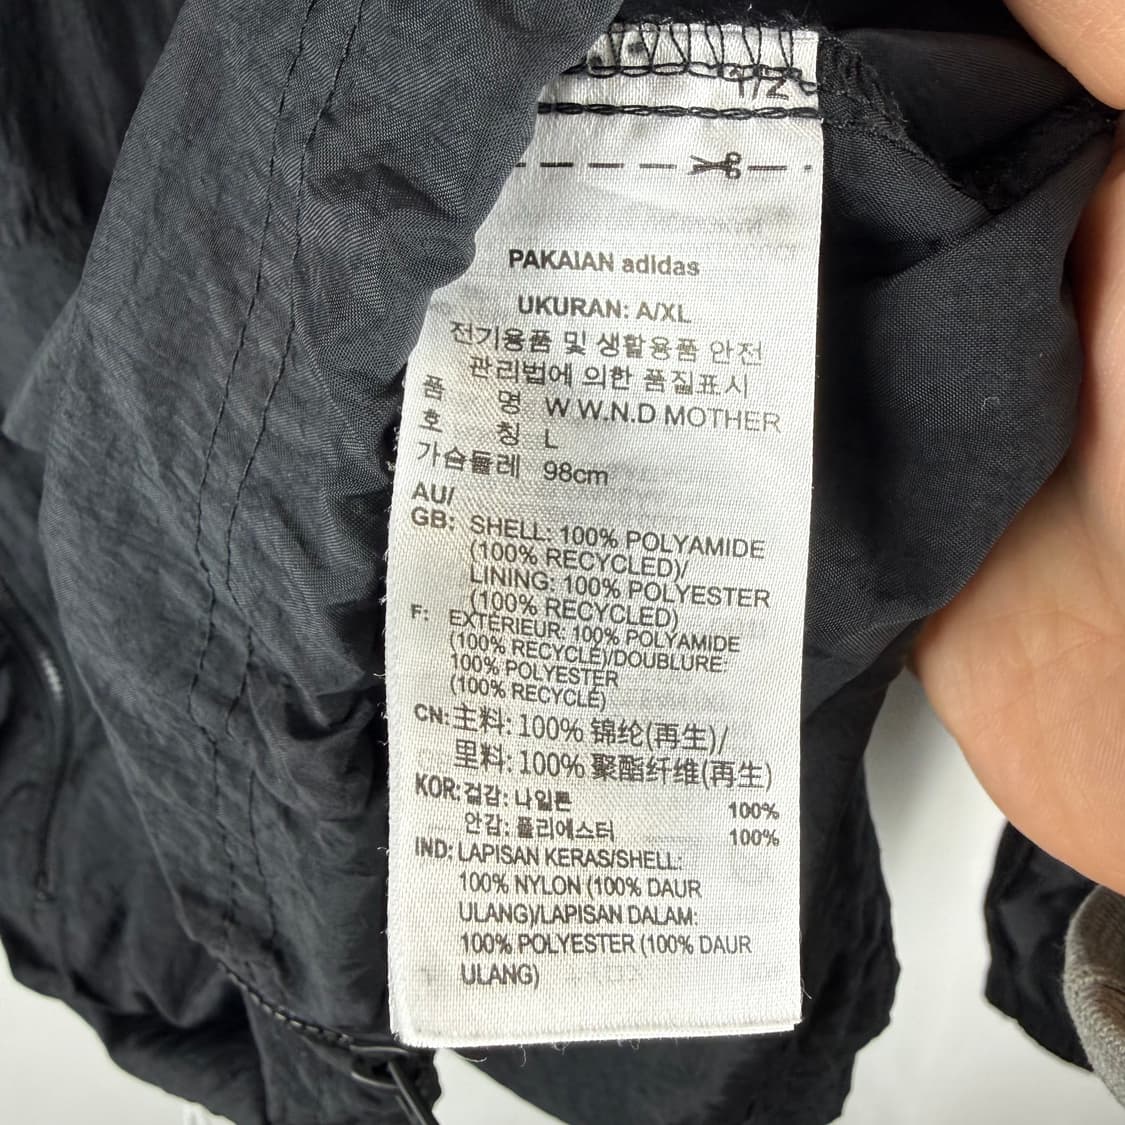 1/2
PAKAIAN adidas
UKURAN: A/XL
전기용품 및 생활용품 안전
관리법에 의한 품질표시
품 명 W W.N.D MOTHER
호 칭 L
가슴둘레 98cm
AU/
GB: SHELL: 100% POLYAMIDE
(100% RECYCLED)/
LINING: 100% POLYESTER
(100% RECYCLED)
F: EXTÉRIEUR: 100% POLYAMIDE
(100% RECYCLÉ)/DOUBLURE:
100% POLYESTER
(100% RECYCLÉ)
CN: 主料: 100% 锦纶(再生)/
里料: 100% 聚酯纤维(再生)
KOR: 겉감: 나일론 100%
안감: 폴리에스터 100%
IND: LAPISAN KERAS/SHELL:
100% NYLON (100% DAUR
ULANG)/LAPISAN DALAM:
100% POLYESTER (100% DAUR
ULANG)